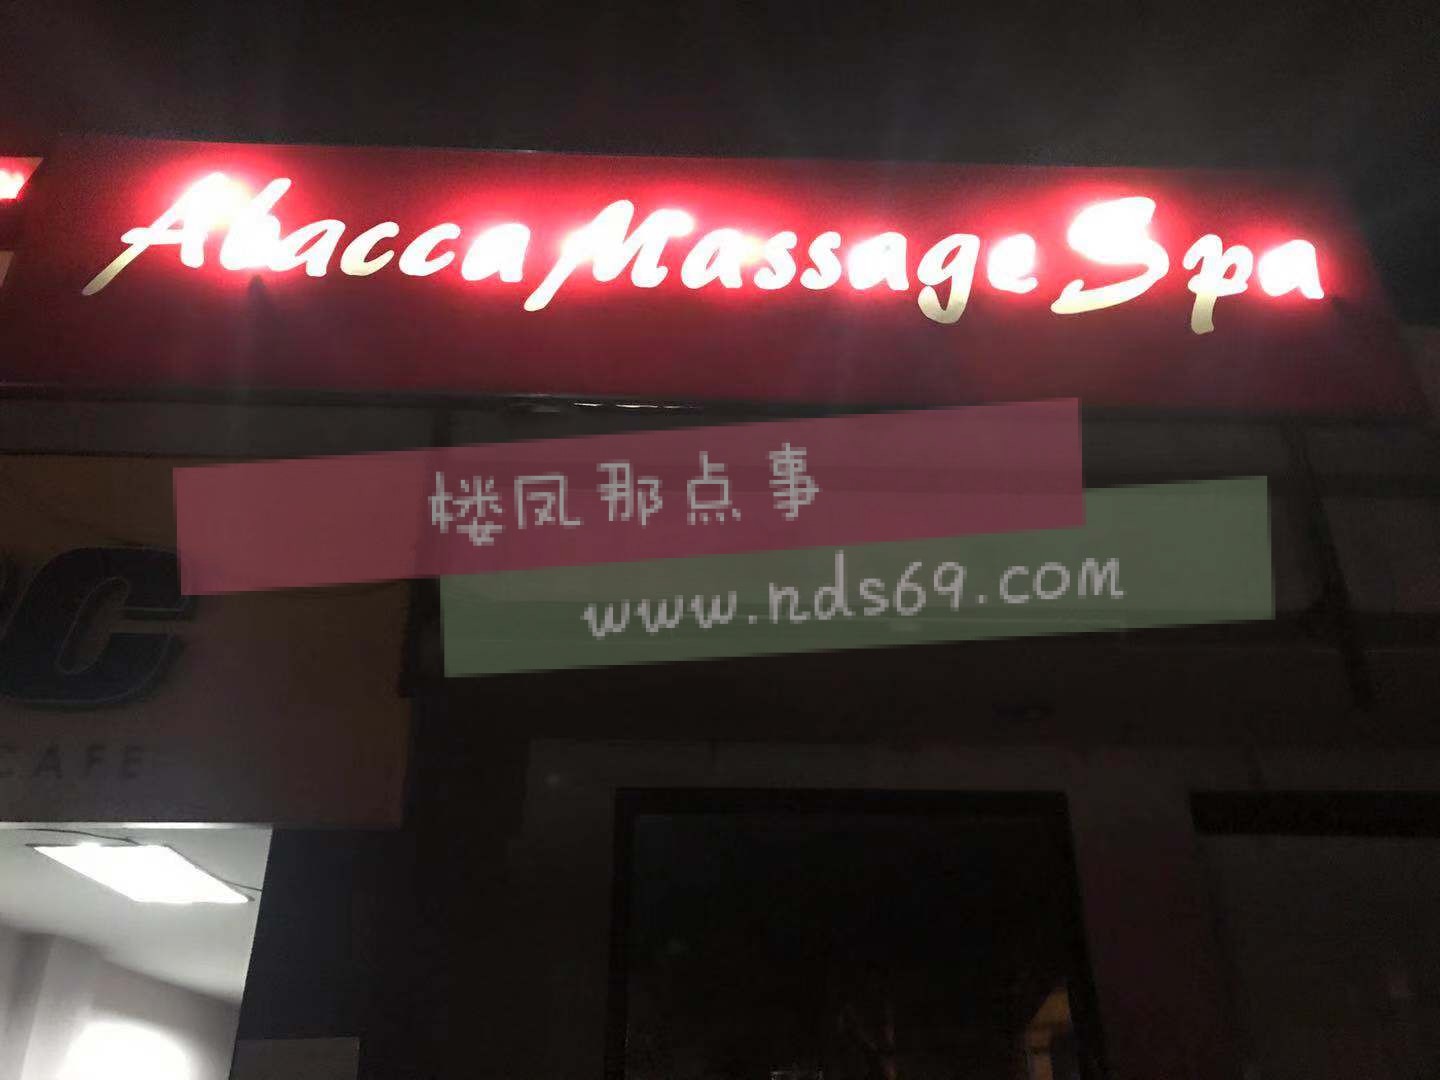 Abacca Massage Spa
楼凤那点事
www.nds69.com
C
CAFE